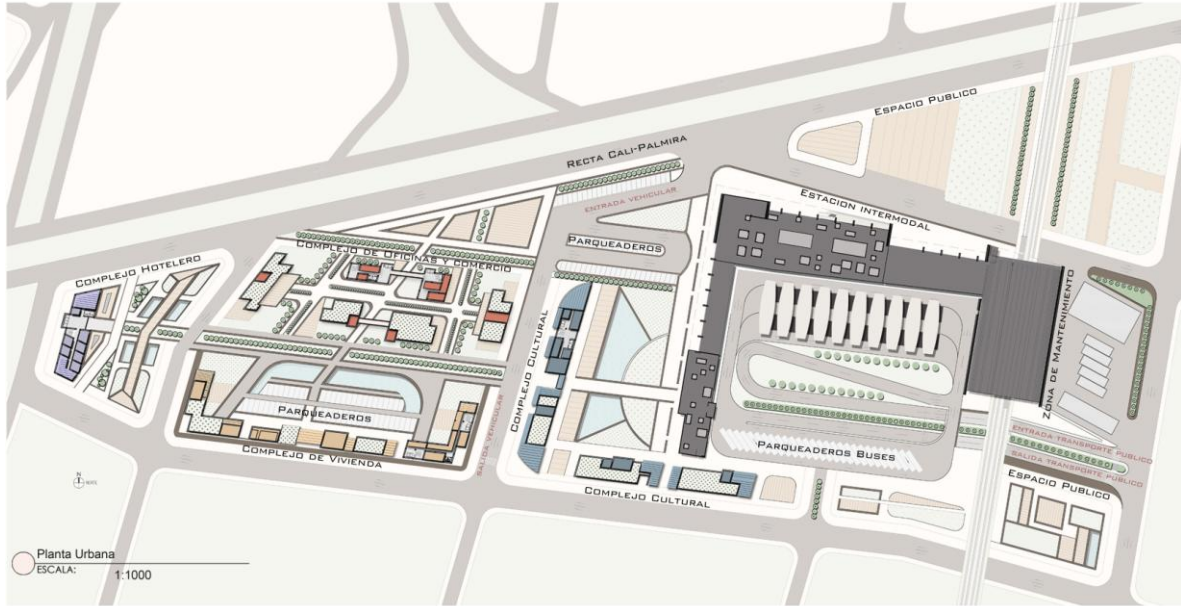 ESPACIO PUBLICO
RECTA CALI-PALMIRA
ENTRADA VEHICULAR
ESTACION INTERMODAL
PARQUEADEROS
COMPLEJO DE OFICINAS Y COMERCIO
COMPLEJO HOTELERO
ZONA DE MANTENIMIENTO
COMPLEJO CULTURAL
PARQUEADEROS
SALIDA VEHICULAR
COMPLEJO DE VIVIENDA
PARQUEADEROS BUSES
ENTRADA TRANSPORTE PUBLICO
SALIDA TRANSPORTE PUBLICO
ESPACIO PUBLICO
COMPLEJO CULTURAL
N
NORTE
Planta Urbana
ESCALA: 1:1000